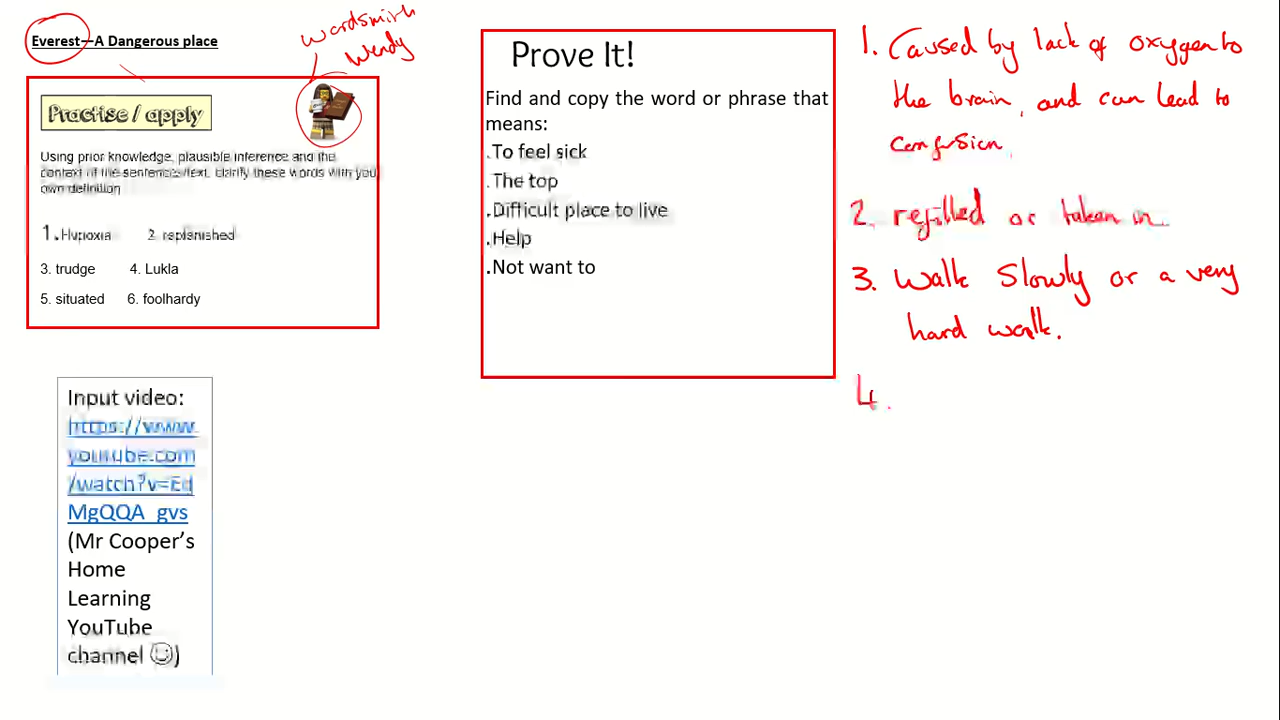 Everest—A Dangerous place
wordsmith
Wendy
Practise / apply
Using prior knowledge, plausible inference and the
context of the sentences/text, clarify these words with your
own definition
1. Hypoxia 2. replenished
3. trudge 4. Lukla
5. situated 6. foolhardy
Input video:
https://www.
youtube.com
/watch?v=Ed
MgQQA_gvs
(Mr Cooper's
Home
Learning
YouTube
channel ☺)
Prove It!
Find and copy the word or phrase that
means:
.To feel sick
.The top
.Difficult place to live
.Help
.Not want to
1. Caused by lack of oxygen to
the brain, and can lead to
confusion.
2. refilled or taken in.
3. Walk slowly or a very
hard walk.
4.